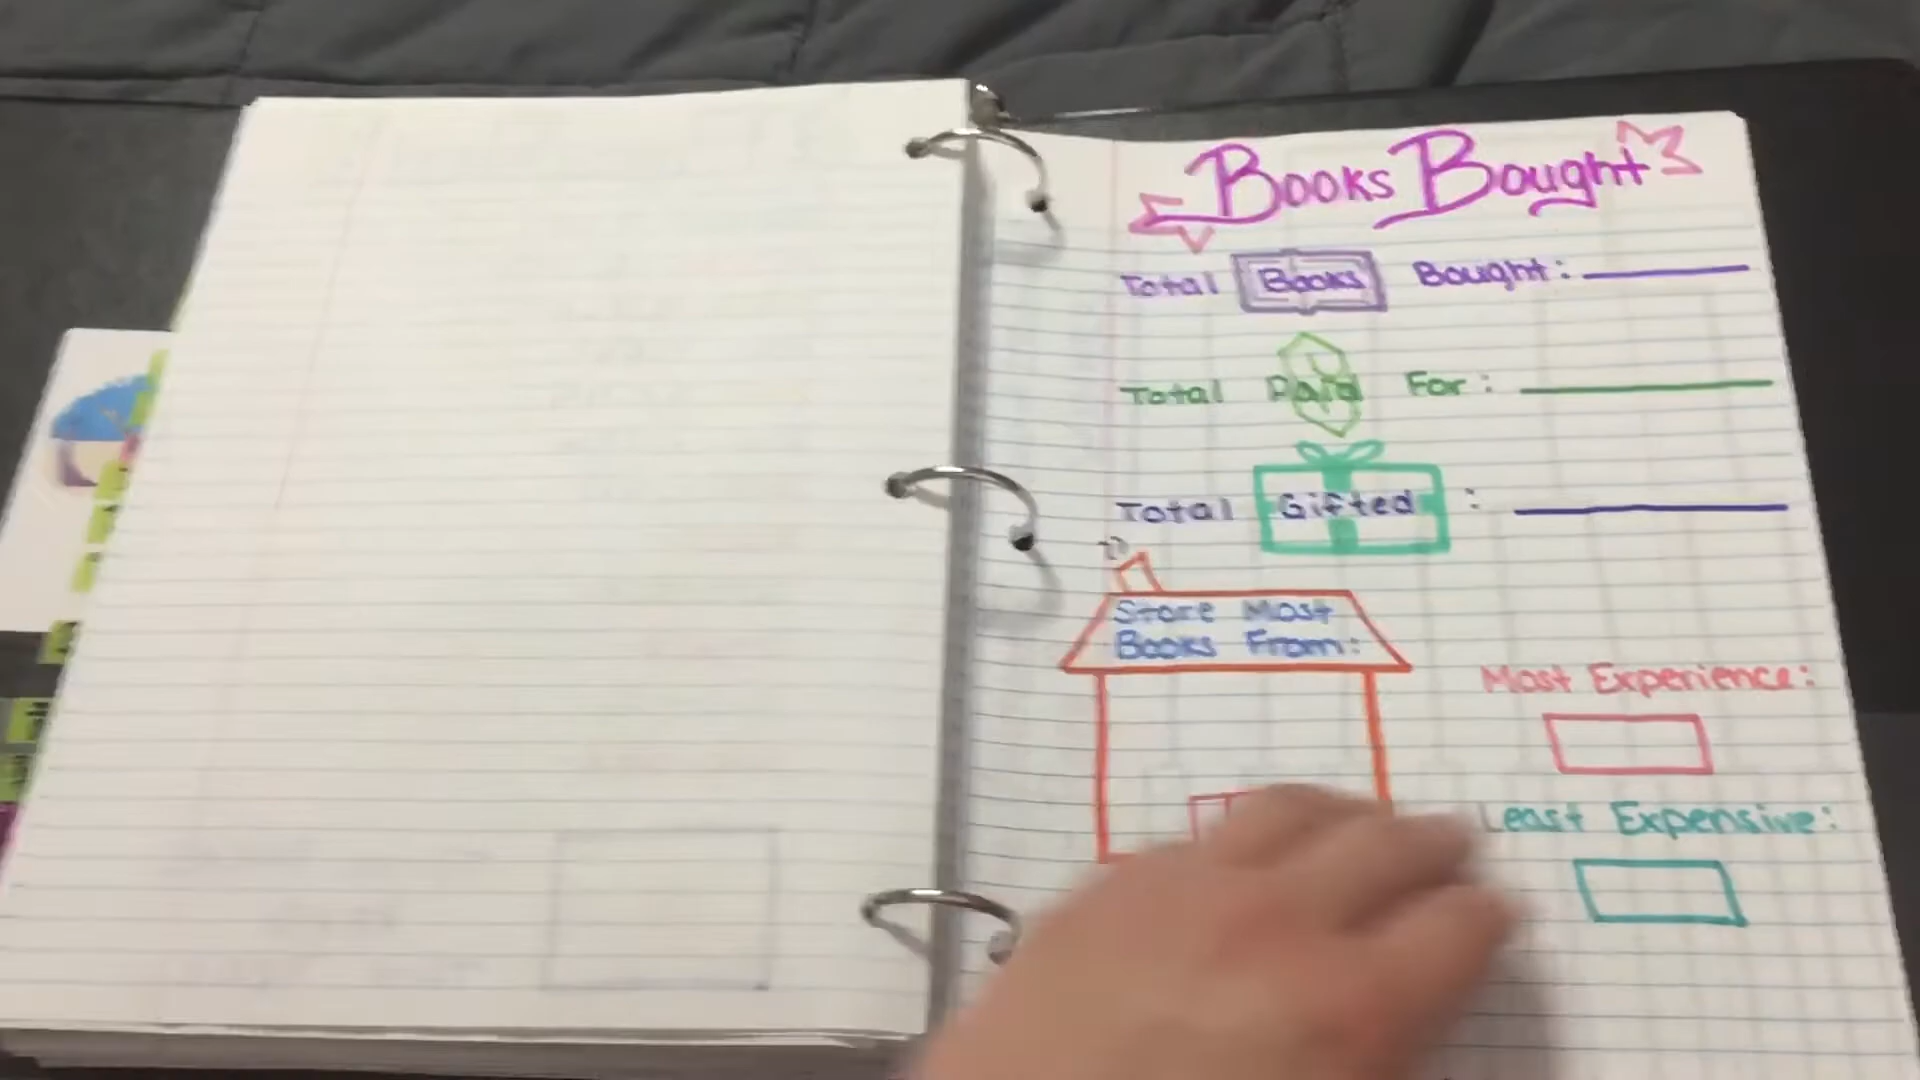 Books Bought
Total Books Bought:
Total Paid For:
Total Gifted :
Store Most
Books From:
Most Experience:
Least Expensive: